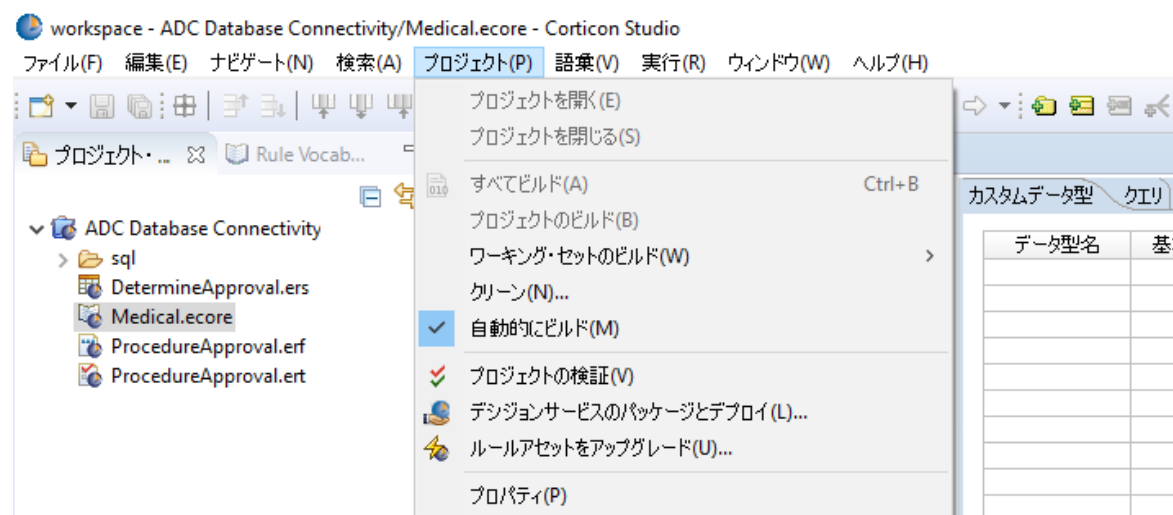 workspace - ADC Database Connectivity/Medical.ecore - Corticon Studio
ファイル(F) 編集(E) ナビゲート(N) 検索(A) プロジェクト(P) 語彙(V) 実行(R) ウィンドウ(W) ヘルプ(H)
プロジェクト・... Rule Vocab...
ADC Database Connectivity
sql
DetermineApproval.ers
Medical.ecore
ProcedureApproval.erf
ProcedureApproval.ert
プロジェクトを開く(E)
プロジェクトを閉じる(S)
すべてビルド(A) Ctrl+B
プロジェクトのビルド(B)
ワーキング・セットのビルド(W)
クリーン(N)...
自動的にビルド(M)
プロジェクトの検証(V)
デシジョンサービスのパッケージとデプロイ(L)...
ルールアセットをアップグレード(U)...
プロパティ(P)
カスタムデータ型 クエリ
データ型名 基